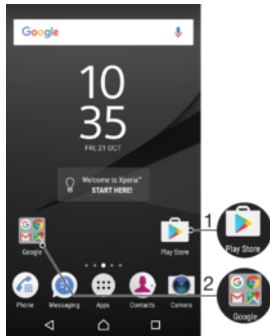 Google
10
35
FRI, 21 OCT
Welcome to Xperia™
START HERE!
1
Google
Play Store
Play Store
2
Phone
Messaging
Apps
Contacts
Camera
Google